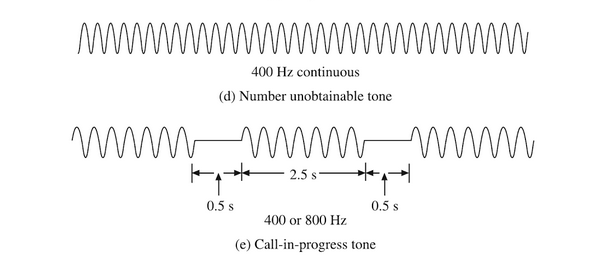 400 Hz continuous
(d) Number unobtainable tone
2.5 s
0.5 s 0.5 s
400 or 800 Hz
(e) Call-in-progress tone